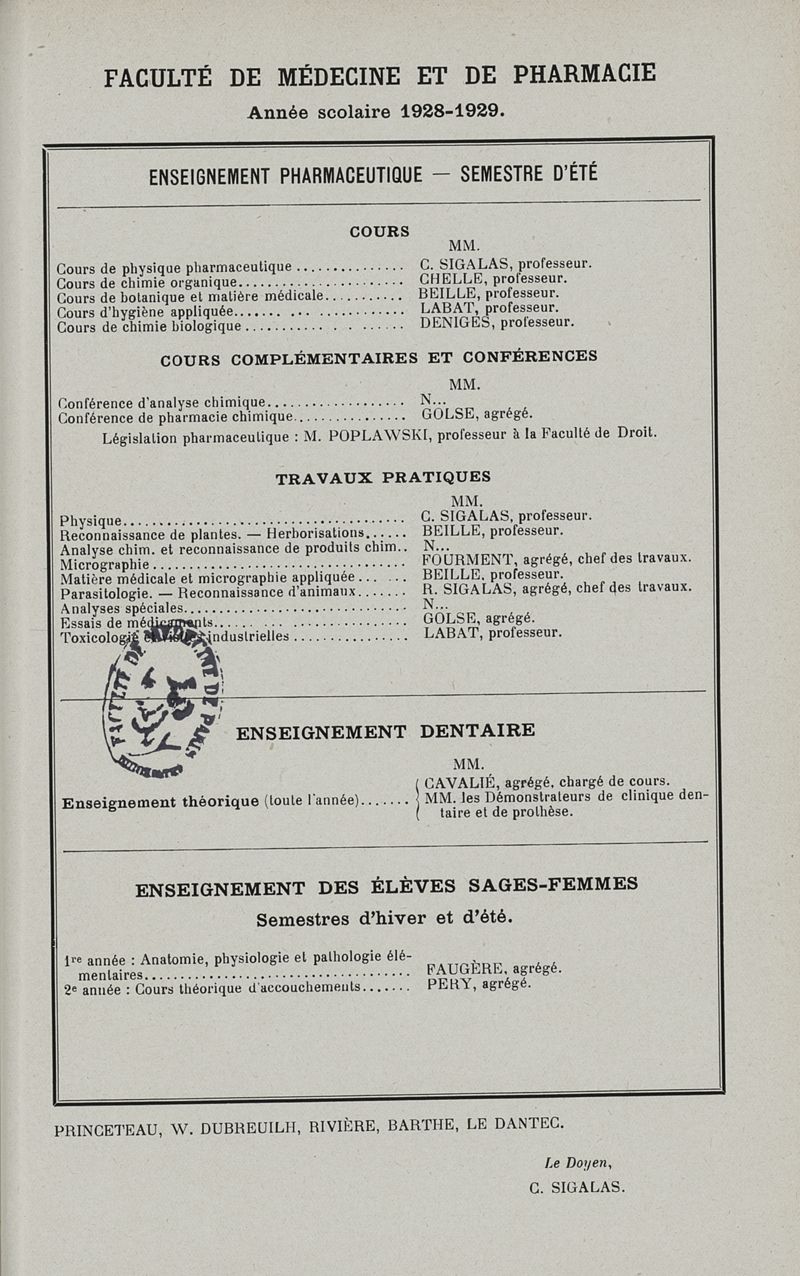 FACULTÉ DE MÉDECINE ET DE PHARMACIE
Année scolaire 1928-1929.
ENSEIGNEMENT PHARMACEUTIQUE — SEMESTRE D'ÉTÉ
COURS
MM.
Cours de physique pharmaceutique ............... C. SIGALAS, professeur.
Cours de chimie organique........................ CHELLE, professeur.
Cours de botanique et matière médicale........... BEILLE, professeur.
Cours d'hygiène appliquée........................ LABAT, professeur.
Cours de chimie biologique ...................... DENIGES, professeur.
COURS COMPLÉMENTAIRES ET CONFÉRENCES
MM.
Conférence d'analyse chimique.................... N...
Conférence de pharmacie chimique................. GOLSE, agrégé.
Législation pharmaceutique : M. POPLAWSKI, professeur à la Faculté de Droit.
TRAVAUX PRATIQUES
MM.
Physique......................................... C. SIGALAS, professeur.
Reconnaissance de plantes. — Herborisations...... BEILLE, professeur.
Analyse chim. et reconnaissance de produits chim.. N...
Micrographie .................................... FOURMENT, agrégé, chef des travaux.
Matière médicale et micrographie appliquée ...... BEILLE, professeur.
Parasitologie. — Reconnaissance d'animaux....... R. SIGALAS, agrégé, chef des travaux.
Analyses spéciales............................... N...
Essais de médicaments............................ GOLSE, agrégé.
Toxicologie industrielles ................ LABAT, professeur.
ENSEIGNEMENT DENTAIRE
MM.
CAVALIÉ, agrégé, chargé de cours.
Enseignement théorique (toute l'année)....... MM. les Démonstrateurs de clinique den-
taire et de prothèse.
ENSEIGNEMENT DES ÉLÈVES SAGES-FEMMES
Semestres d'hiver et d'été.
1re année : Anatomie, physiologie et pathologie élé-
mentaires.................................... FAUGÈRE, agrégé.
2e année : Cours théorique d'accouchements....... PERY, agrégé.
PRINCETEAU, W. DUBREUILH, RIVIÈRE, BARTHE, LE DANTEC.
Le Doyen,
C. SIGALAS.